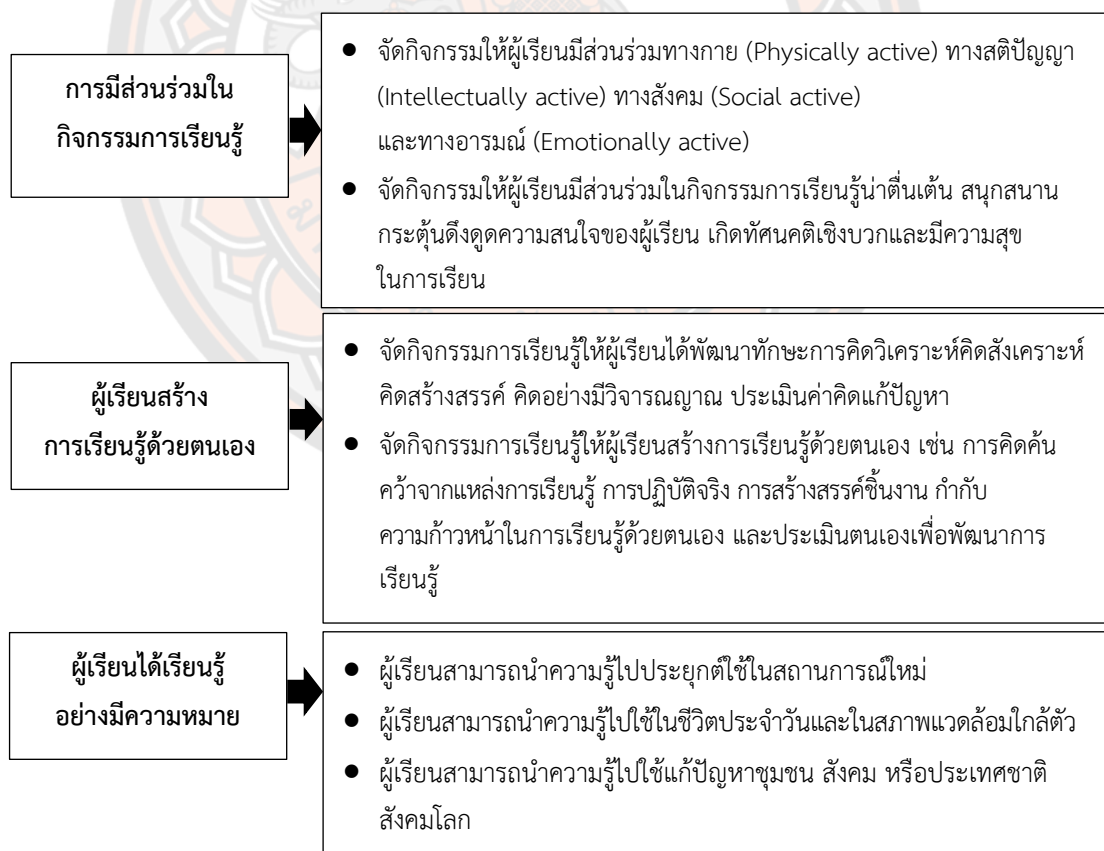 การมีส่วนร่วมใน
กิจกรรมการเรียนรู้
● จัดกิจกรรมให้ผู้เรียนมีส่วนร่วมทางกาย (Physically active) ทางสติปัญญา
(Intellectually active) ทางสังคม (Social active)
และทางอารมณ์ (Emotionally active)
● จัดกิจกรรมให้ผู้เรียนมีส่วนร่วมในกิจกรรมการเรียนรู้น่าตื่นเต้น สนุกสนาน
กระตุ้นดึงดูดความสนใจของผู้เรียน เกิดทัศนคติเชิงบวกและมีความสุข
ในการเรียน
ผู้เรียนสร้าง
การเรียนรู้ด้วยตนเอง
● จัดกิจกรรมการเรียนรู้ให้ผู้เรียนได้พัฒนาทักษะการคิดวิเคราะห์คิดสังเคราะห์
คิดสร้างสรรค์ คิดอย่างมีวิจารณญาณ ประเมินค่าคิดแก้ปัญหา
● จัดกิจกรรมการเรียนรู้ให้ผู้เรียนสร้างการเรียนรู้ด้วยตนเอง เช่น การคิดค้น
คว้าจากแหล่งการเรียนรู้ การปฏิบัติจริง การสร้างสรรค์ชิ้นงาน กำกับ
ความก้าวหน้าในการเรียนรู้ด้วยตนเอง และประเมินตนเองเพื่อพัฒนาการ
เรียนรู้
ผู้เรียนได้เรียนรู้
อย่างมีความหมาย
● ผู้เรียนสามารถนำความรู้ไปประยุกต์ใช้ในสถานการณ์ใหม่
● ผู้เรียนสามารถนำความรู้ไปใช้ในชีวิตประจำวันและในสภาพแวดล้อมใกล้ตัว
● ผู้เรียนสามารถนำความรู้ไปใช้แก้ปัญหาชุมชน สังคม หรือประเทศชาติ
สังคมโลก